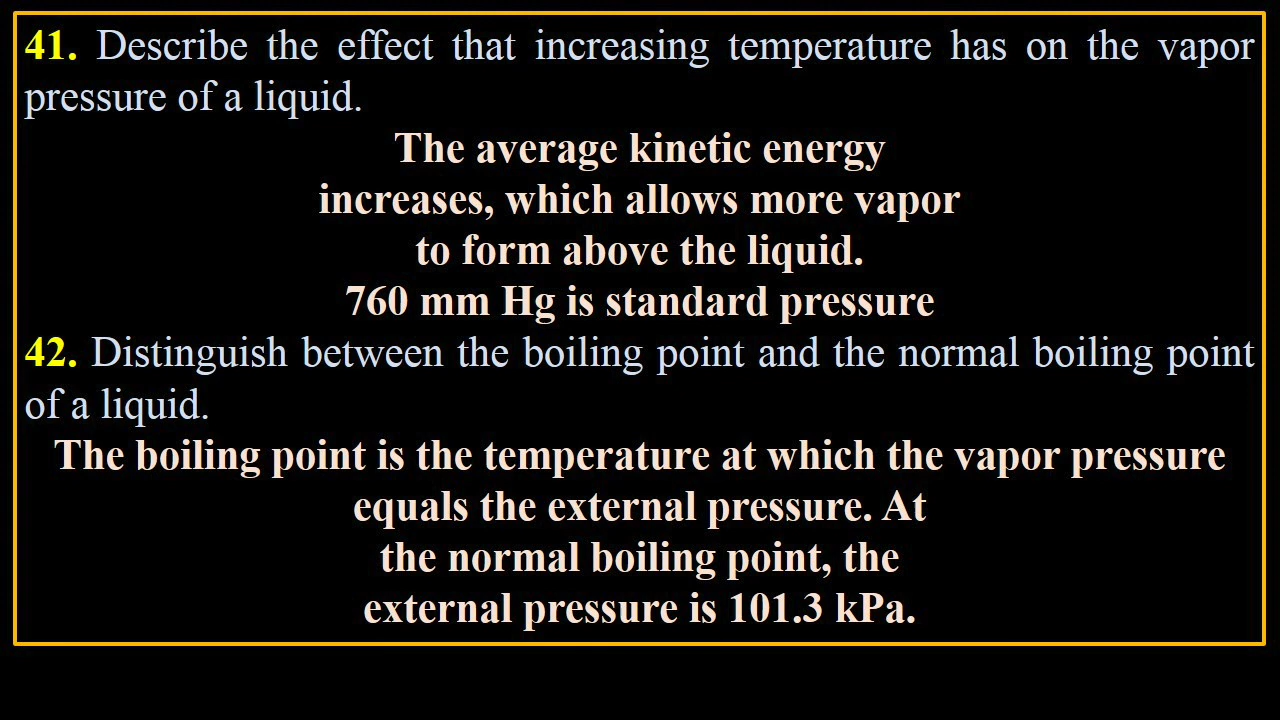 41. Describe the effect that increasing temperature has on the vapor
pressure of a liquid.
The average kinetic energy
increases, which allows more vapor
to form above the liquid.
760 mm Hg is standard pressure
42. Distinguish between the boiling point and the normal boiling point
of a liquid.
The boiling point is the temperature at which the vapor pressure
equals the external pressure. At
the normal boiling point, the
external pressure is 101.3 kPa.